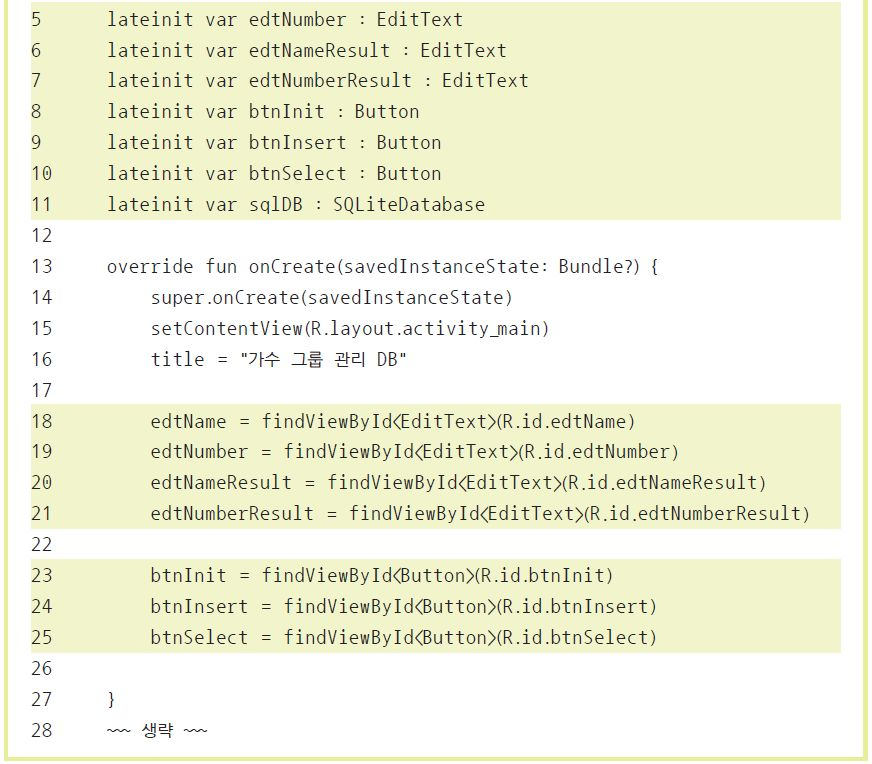 5 lateinit var edtNumber : EditText
6 lateinit var edtNameResult : EditText
7 lateinit var edtNumberResult : EditText
8 lateinit var btnInit : Button
9 lateinit var btnInsert : Button
10 lateinit var btnSelect : Button
11 lateinit var sqlDB : SQLiteDatabase
12
13 override fun onCreate(savedInstanceState: Bundle?) {
14 super.onCreate(savedInstanceState)
15 setContentView(R.layout.activity_main)
16 title = "가수 그룹 관리 DB"
17
18 edtName = findViewById<EditText>(R.id.edtName)
19 edtNumber = findViewById<EditText>(R.id.edtNumber)
20 edtNameResult = findViewById<EditText>(R.id.edtNameResult)
21 edtNumberResult = findViewById<EditText>(R.id.edtNumberResult)
22
23 btnInit = findViewById<Button>(R.id.btnInit)
24 btnInsert = findViewById<Button>(R.id.btnInsert)
25 btnSelect = findViewById<Button>(R.id.btnSelect)
26
27 }
28 ~~ 생략 ~~